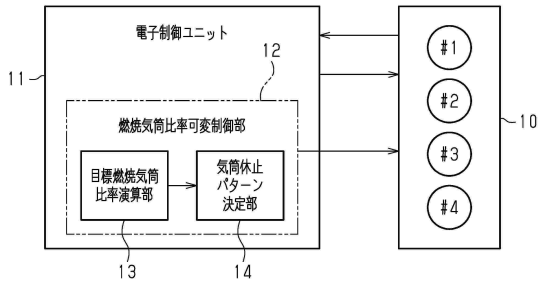 電子制御ユニット
12
11
燃焼気筒比率可変制御部
目標燃焼気筒
比率演算部
気筒休止
パターン
決定部
13
14
#1
#2
#3
#4
10